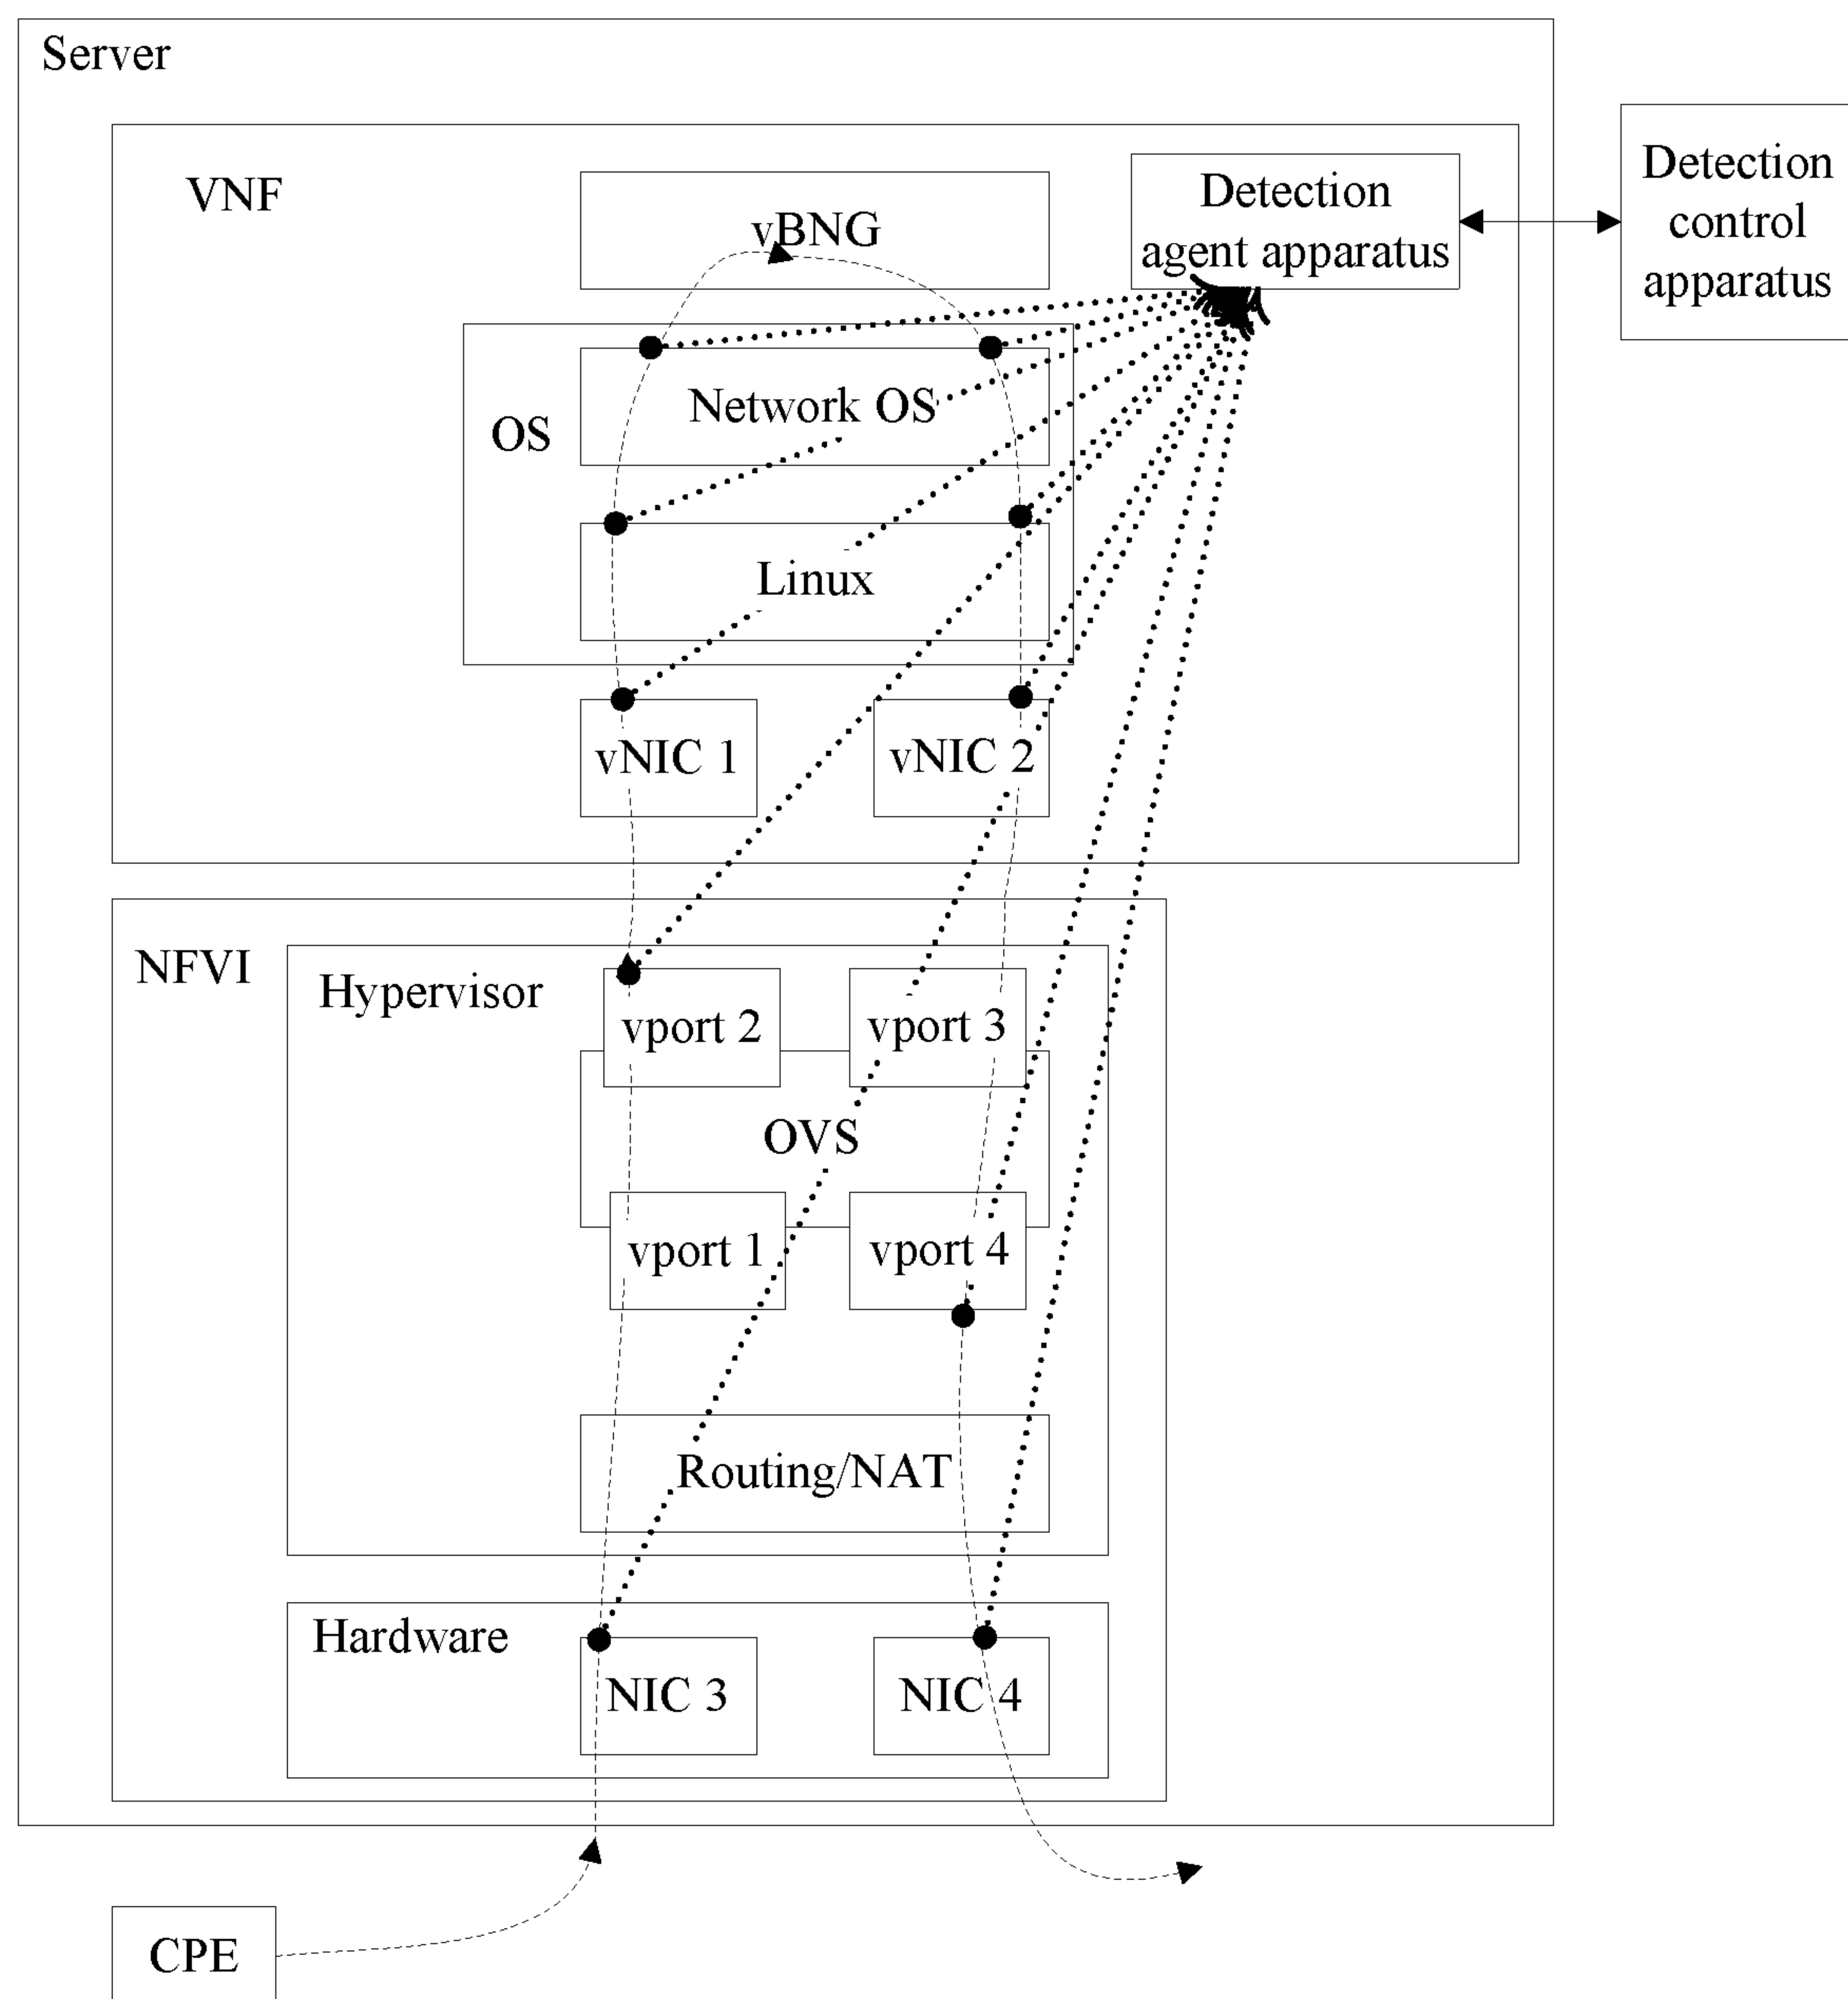 Server
VNF
vBNG
Detection
agent apparatus
Detection
control
apparatus
Network OS
OS
Linux
vNIC 1
vNIC 2
NFVI
Hypervisor
vport 2
vport 3
OVS
vport 1
vport 4
Routing/NAT
Hardware
NIC 3
NIC 4
CPE